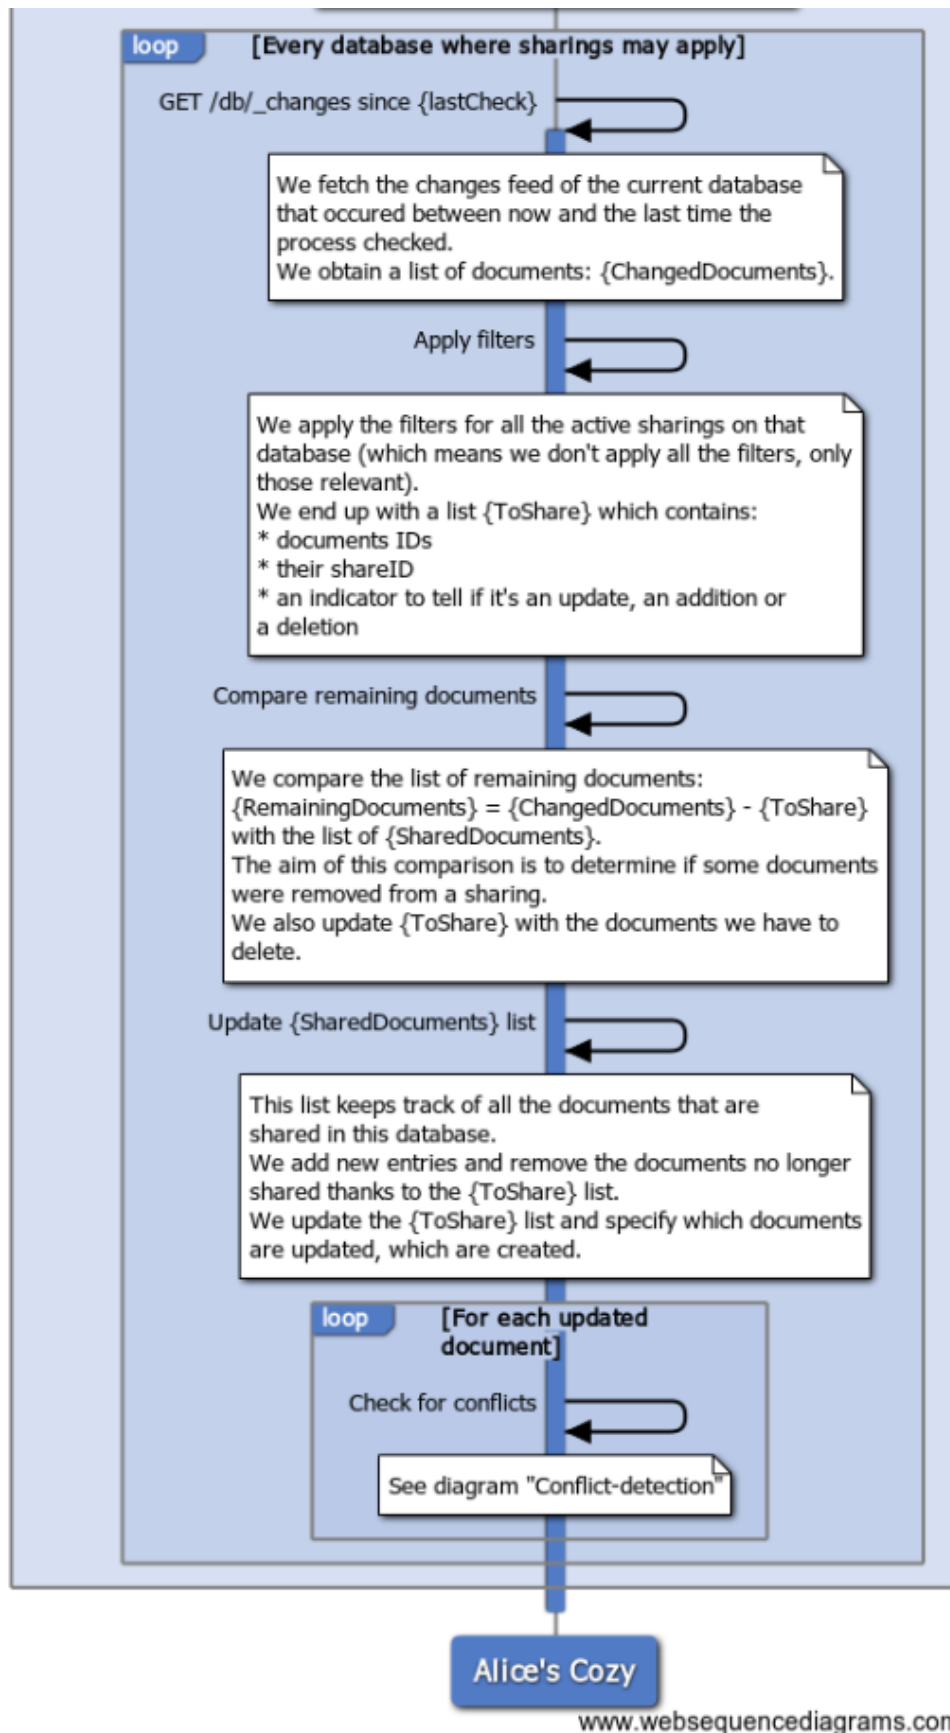 loop
[Every database where sharings may apply]
GET /db/_changes since {lastCheck}
We fetch the changes feed of the current database
that occured between now and the last time the
process checked.
We obtain a list of documents: {ChangedDocuments}.
Apply filters
We apply the filters for all the active sharings on that
database (which means we don't apply all the filters, only
those relevant).
We end up with a list {ToShare} which contains:
* documents IDs
* their shareID
* an indicator to tell if it's an update, an addition or
a deletion
Compare remaining documents
We compare the list of remaining documents:
{RemainingDocuments} = {ChangedDocuments} - {ToShare}
with the list of {SharedDocuments}.
The aim of this comparison is to determine if some documents
were removed from a sharing.
We also update {ToShare} with the documents we have to
delete.
Update {SharedDocuments} list
This list keeps track of all the documents that are
shared in this database.
We add new entries and remove the documents no longer
shared thanks to the {ToShare} list.
We update the {ToShare} list and specify which documents
are updated, which are created.
loop
[For each updated
document]
Check for conflicts
See diagram "Conflict-detection"
Alice's Cozy
www.websequencediagrams.com